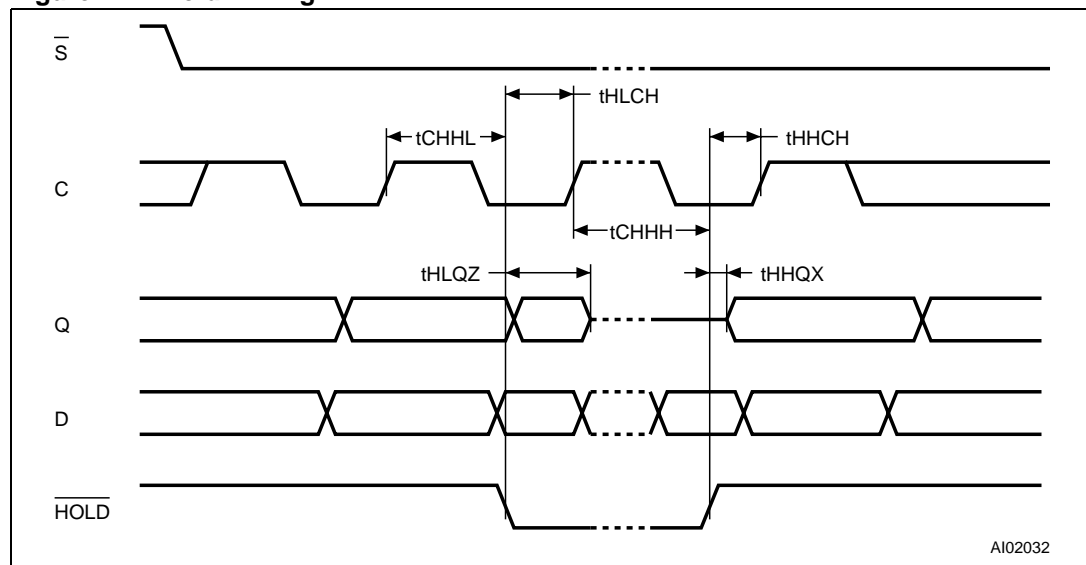 S
tHLCH
tCHHL
tHHCH
C
tCHHH
tHLQZ
tHHQX
Q
D
HOLD
AI02032